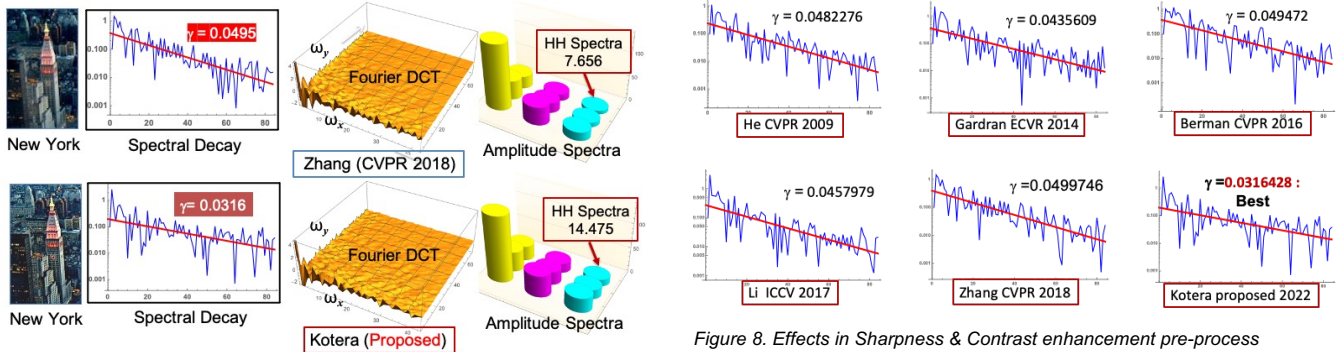 γ = 0.0495
1
0.100
0.010
0.001
0 20 40 60 80
New York
Spectral Decay
ωy
Fourier DCT
ωx
Zhang (CVPR 2018)
HH Spectra
7.656
Amplitude Spectra
γ= 0.0316
1
0.100
0.010
0.001
0 20 40 60 80
New York
Spectral Decay
ωy
Fourier DCT
ωx
Kotera (Proposed)
HH Spectra
14.475
Amplitude Spectra
γ = 0.0482276
He CVPR 2009
γ = 0.0435609
Gardran ECVR 2014
γ = 0.049472
Berman CVPR 2016
γ = 0.0457979
Li ICCV 2017
γ =0.0499746
Zhang CVPR 2018
γ =0.0316428 :
Best
Kotera proposed 2022
Figure 8. Effects in Sharpness & Contrast enhancement pre-process